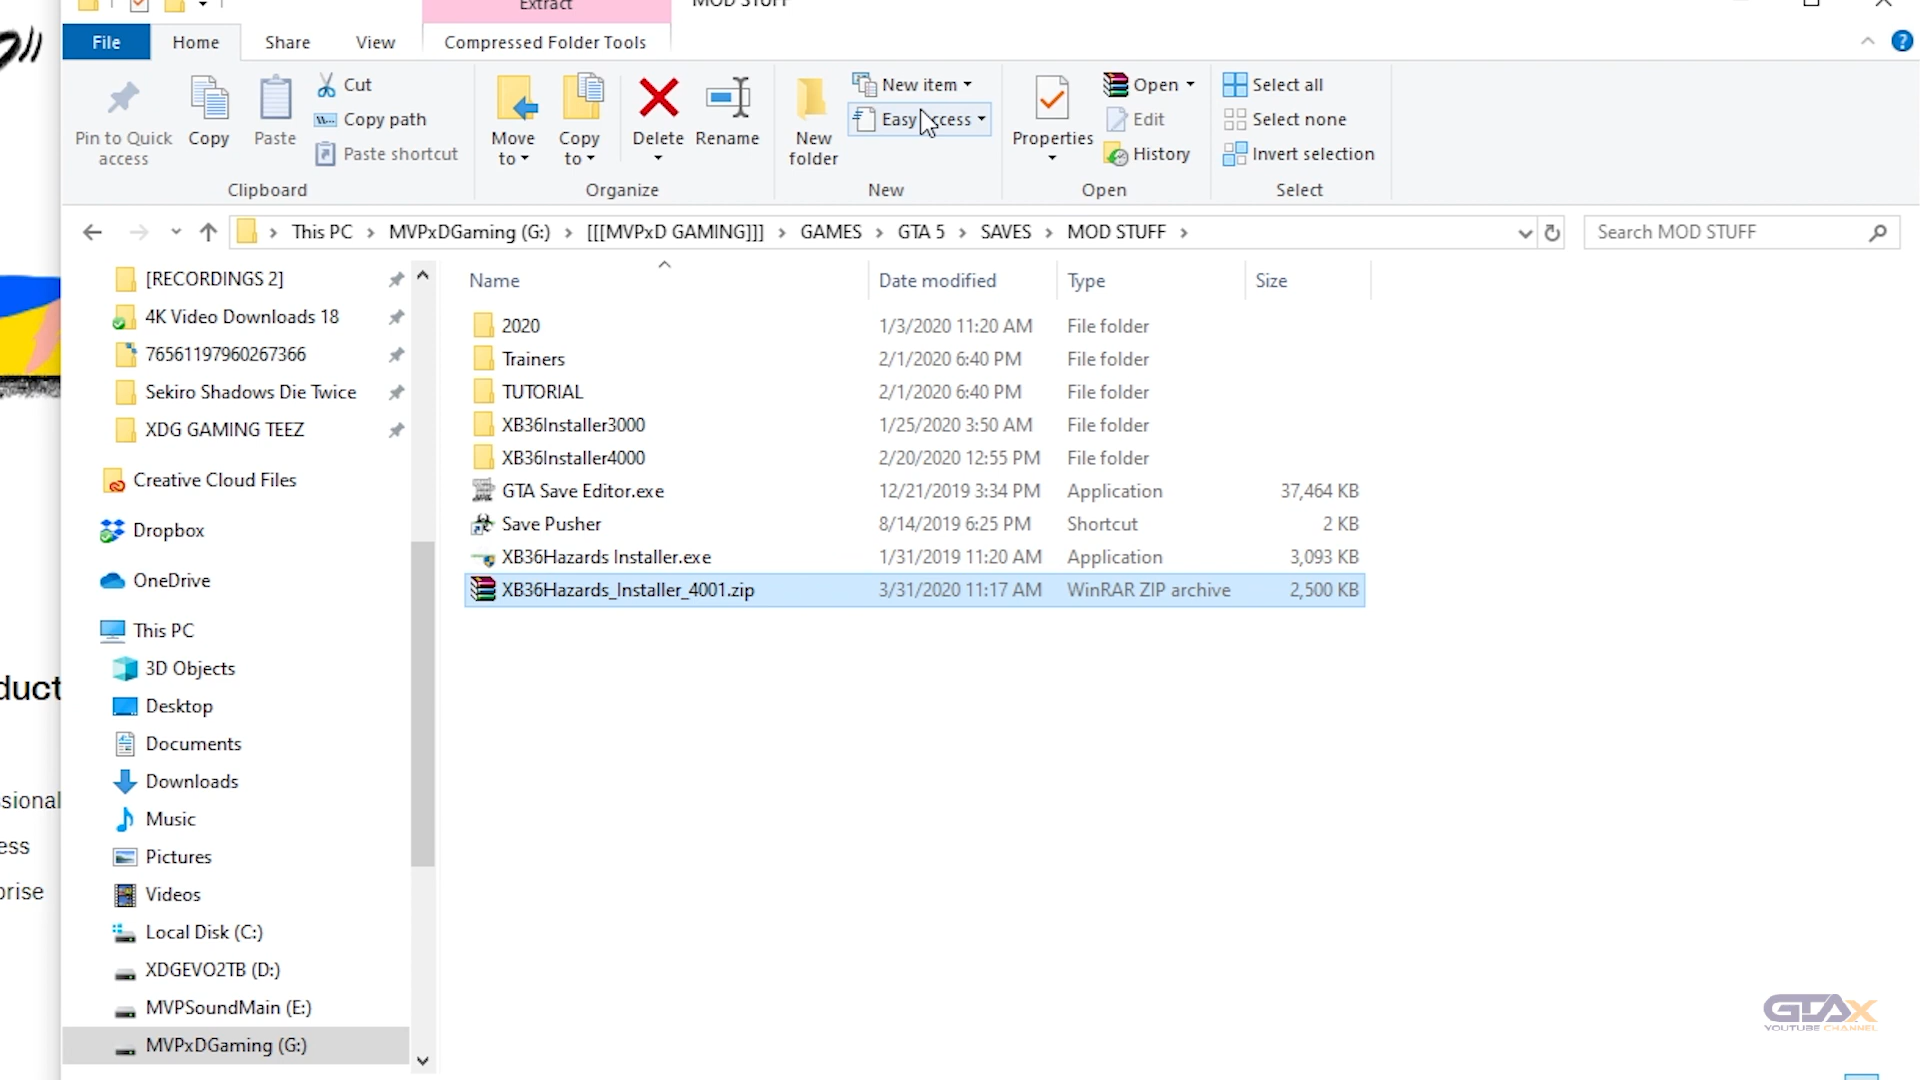 Extract
MOD STUFF
File
Home
Share
View
Compressed Folder Tools
Pin to Quick
access
Copy
Paste
Cut
Copy path
Paste shortcut
Clipboard
Move
to
Copy
to
Delete
Rename
Organize
New
folder
New item
Easy access
New
Properties
Open
Edit
History
Open
Select all
Select none
Invert selection
Select
This PC > MVPxDGaming (G:) > [[[MVPxD GAMING]]] > GAMES > GTA 5 > SAVES > MOD STUFF >
Search MOD STUFF
[RECORDINGS 2]
4K Video Downloads 18
76561197960267366
Sekiro Shadows Die Twice
XDG GAMING TEEZ
Creative Cloud Files
Dropbox
OneDrive
This PC
3D Objects
Desktop
Documents
Downloads
Music
Pictures
Videos
Local Disk (C:)
XDGEVO2TB (D:)
MVPSoundMain (E:)
MVPxDGaming (G:)
Name Date modified Type Size
2020 1/3/2020 11:20 AM File folder
Trainers 2/1/2020 6:40 PM File folder
TUTORIAL 2/1/2020 6:40 PM File folder
XB36Installer3000 1/25/2020 3:50 AM File folder
XB36Installer4000 2/20/2020 12:55 PM File folder
GTA Save Editor.exe 12/21/2019 3:34 PM Application 37,464 KB
Save Pusher 8/14/2019 6:25 PM Shortcut 2 KB
XB36Hazards Installer.exe 1/31/2019 11:20 AM Application 3,093 KB
XB36Hazards_Installer_4001.zip 3/31/2020 11:17 AM WinRAR ZIP archive 2,500 KB
duct
ssional
ess
prise
GTAX
YOUTUBE CHANNEL